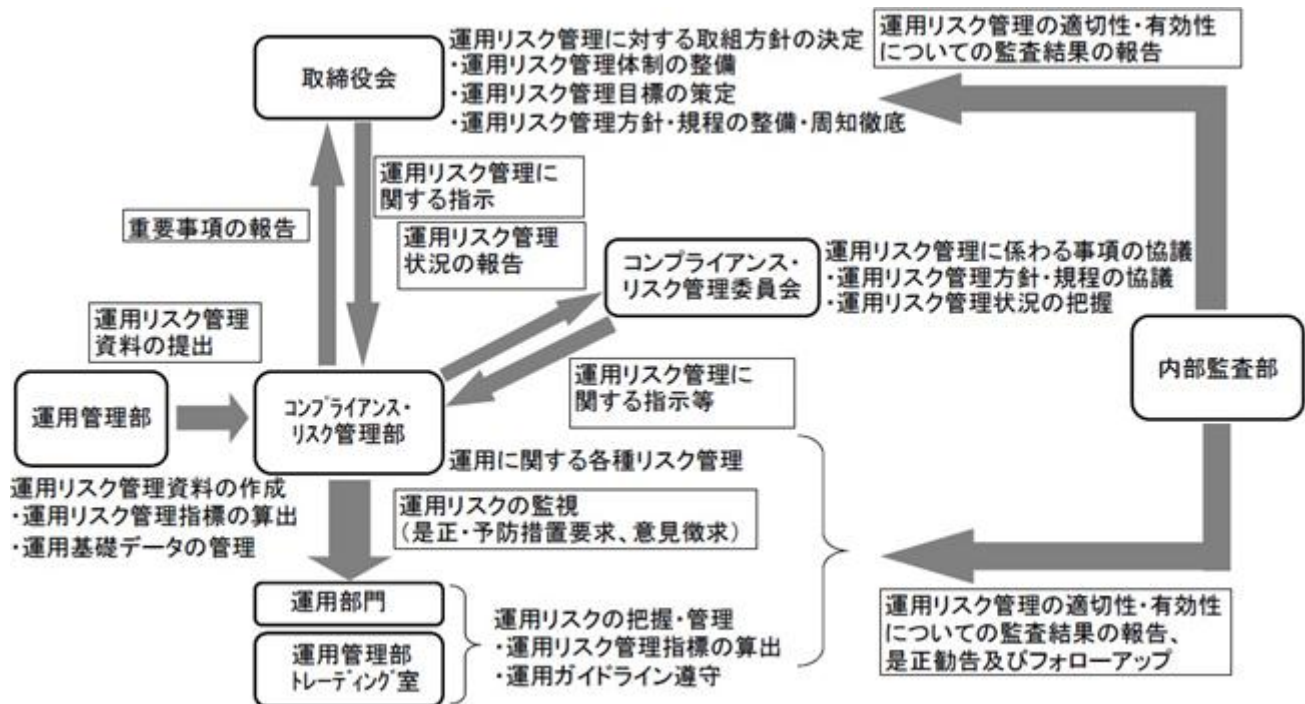 取締役会
運用リスク管理に対する取組方針の決定
・運用リスク管理体制の整備
・運用リスク管理目標の策定
・運用リスク管理方針・規程の整備・周知徹底
運用リスク管理の適切性・有効性
についての監査結果の報告
重要事項の報告
運用リスク管理に
関する指示
運用リスク管理
状況の報告
コンプライアンス・
リスク管理委員会
運用リスク管理に係わる事項の協議
・運用リスク管理方針・規程の協議
・運用リスク管理状況の把握
運用リスク管理
資料の提出
運用リスク管理に
関する指示等
内部監査部
運用管理部
コンプライアンス・
リスク管理部
運用に関する各種リスク管理
運用リスク管理資料の作成
・運用リスク管理指標の算出
・運用基礎データの管理
運用リスクの監視
(是正・予防措置要求、意見徴求)
運用部門
運用管理部
トレーディング室
運用リスクの把握・管理
・運用リスク管理指標の算出
・運用ガイドライン遵守
運用リスク管理の適切性・有効性
についての監査結果の報告、
是正勧告及びフォローアップ